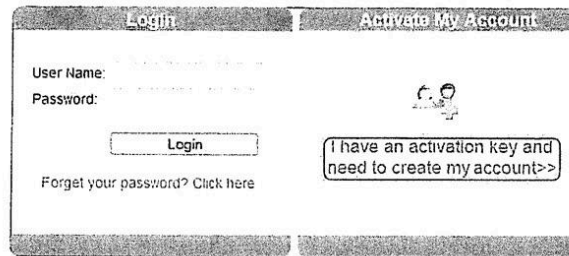 Login
User Name:
Password:
Login
Forget your password? Click here
Activate My Account
I have an activation key and
need to create my account>>